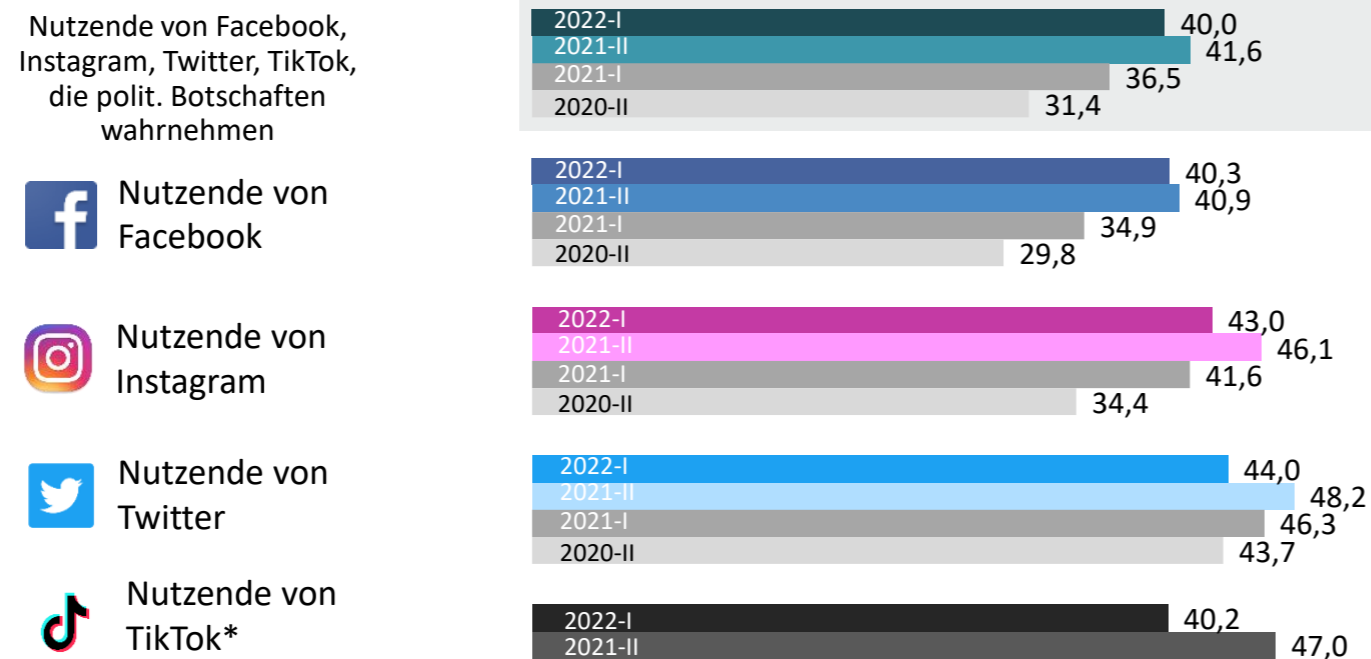 Nutzende von Facebook,
Instagram, Twitter, TikTok,
die polit. Botschaften
wahrnehmen
2022-I 40,0
2021-II 41,6
2021-I 36,5
2020-II 31,4
Nutzende von
Facebook
2022-I 40,3
2021-II 40,9
2021-I 34,9
2020-II 29,8
Nutzende von
Instagram
2022-I 43,0
2021-II 46,1
2021-I 41,6
2020-II 34,4
Nutzende von
Twitter
2022-I 44,0
2021-II 48,2
2021-I 46,3
2020-II 43,7
Nutzende von
TikTok*
2022-I 40,2
2021-II 47,0